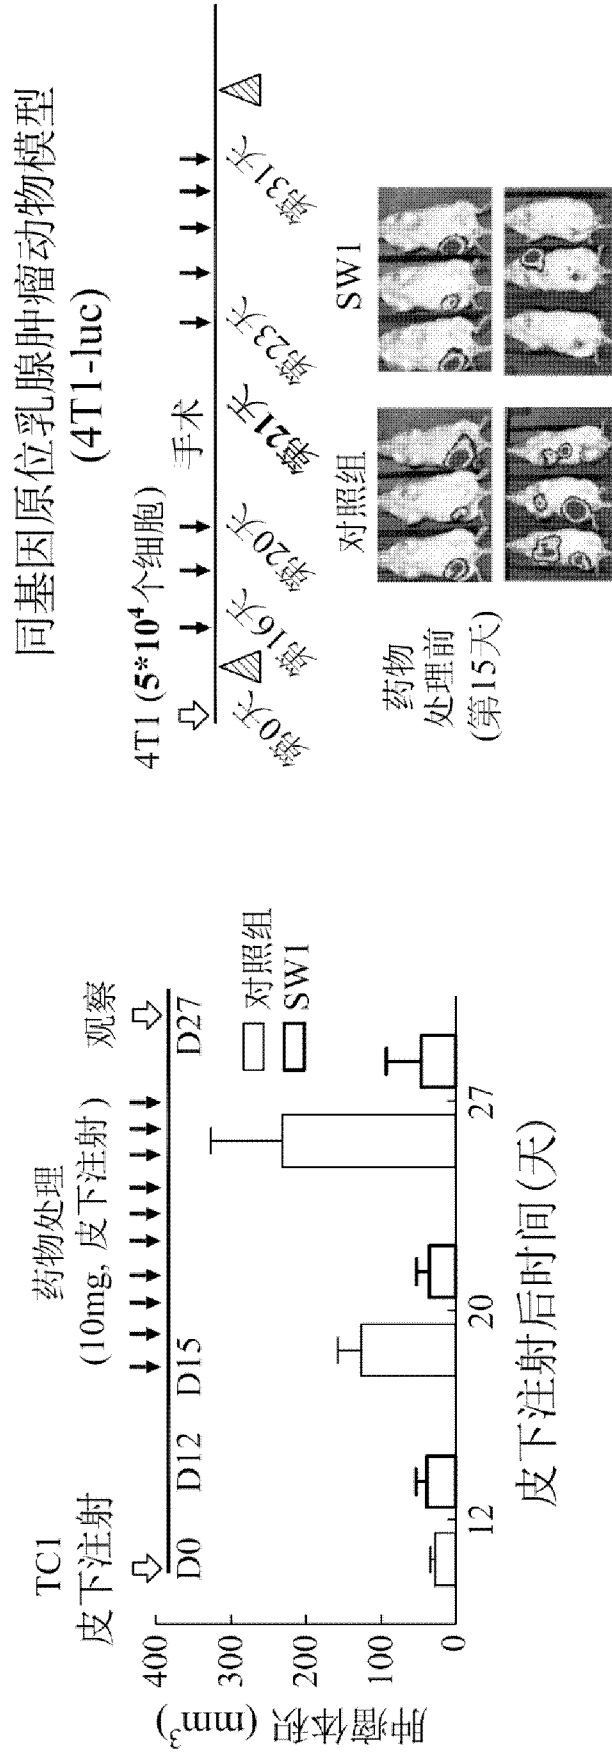 TC1
皮下注射
药物处理
(10mg, 皮下注射)
观察
D0
D12
D15
D27
对照组
SW1
400
300
200
100
0
肿瘤体积 (mm³)
12
20
27
皮下注射后时间(天)
同基因原位乳腺肿瘤动物模型
(4T1-luc)
4T1 (5*10⁴个细胞)
手术
第0天
第16天
第20天
第21天
第23天
第31天
对照组
SW1
药物
处理前
(第15天)